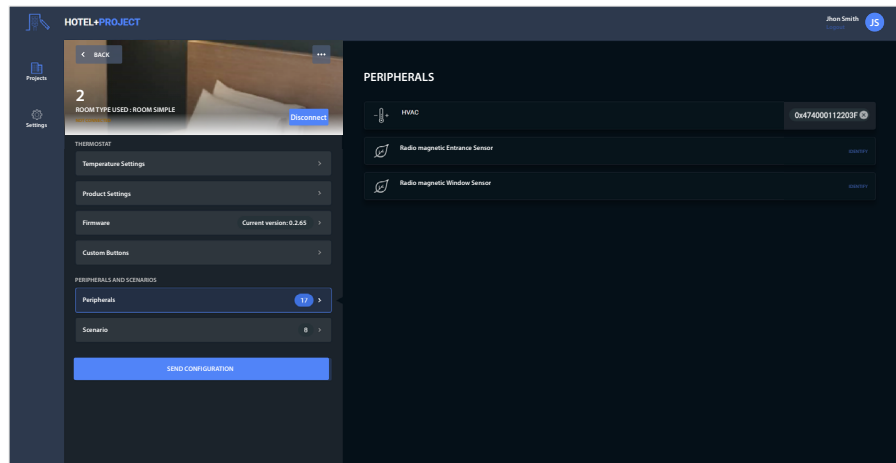 HOTEL+PROJECT
Jhon Smith
Logout
JS
Projects
Settings
BACK
2
ROOM TYPE USED : ROOM SIMPLE
Disconnect
THERMOSTAT
Temperature Settings
Product Settings
Firmware Current version: 0.2.65
Custom Buttons
PERIPHERALS AND SCENARIOS
Peripherals 17
Scenario 8
SEND CONFIGURATION
PERIPHERALS
HVAC 0x474000112203F
Radio magnetic Entrance Sensor IDENTIFY
Radio magnetic Window Sensor IDENTIFY